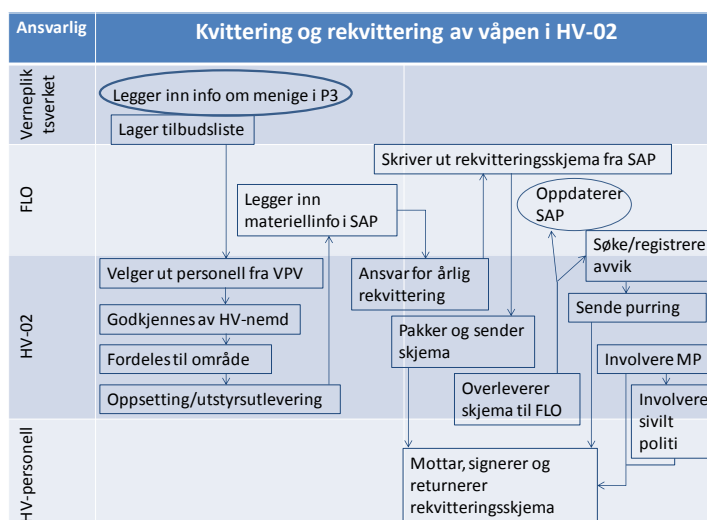 Ansvarlig
Kvittering og rekvittering av våpen i HV-02
Verneplik
tsverket
Legger inn info om menige i P3
Lager tilbudsliste
FLO
Skriver ut rekvitteringsskjema fra SAP
Legger inn
materiellinfo i SAP
Oppdaterer
SAP
Søke/registrere
avvik
HV-02
Velger ut personell fra VPV
Ansvar for årlig
rekvittering
Godkjennes av HV-nemd
Sende purring
Pakker og sender
skjema
Fordeles til område
Involvere MP
Oppsetting/utstyrsutlevering
Overleverer
skjema til FLO
Involvere
sivilt
politi
HV-personell
Mottar, signerer og
returnerer
rekvitteringsskjema